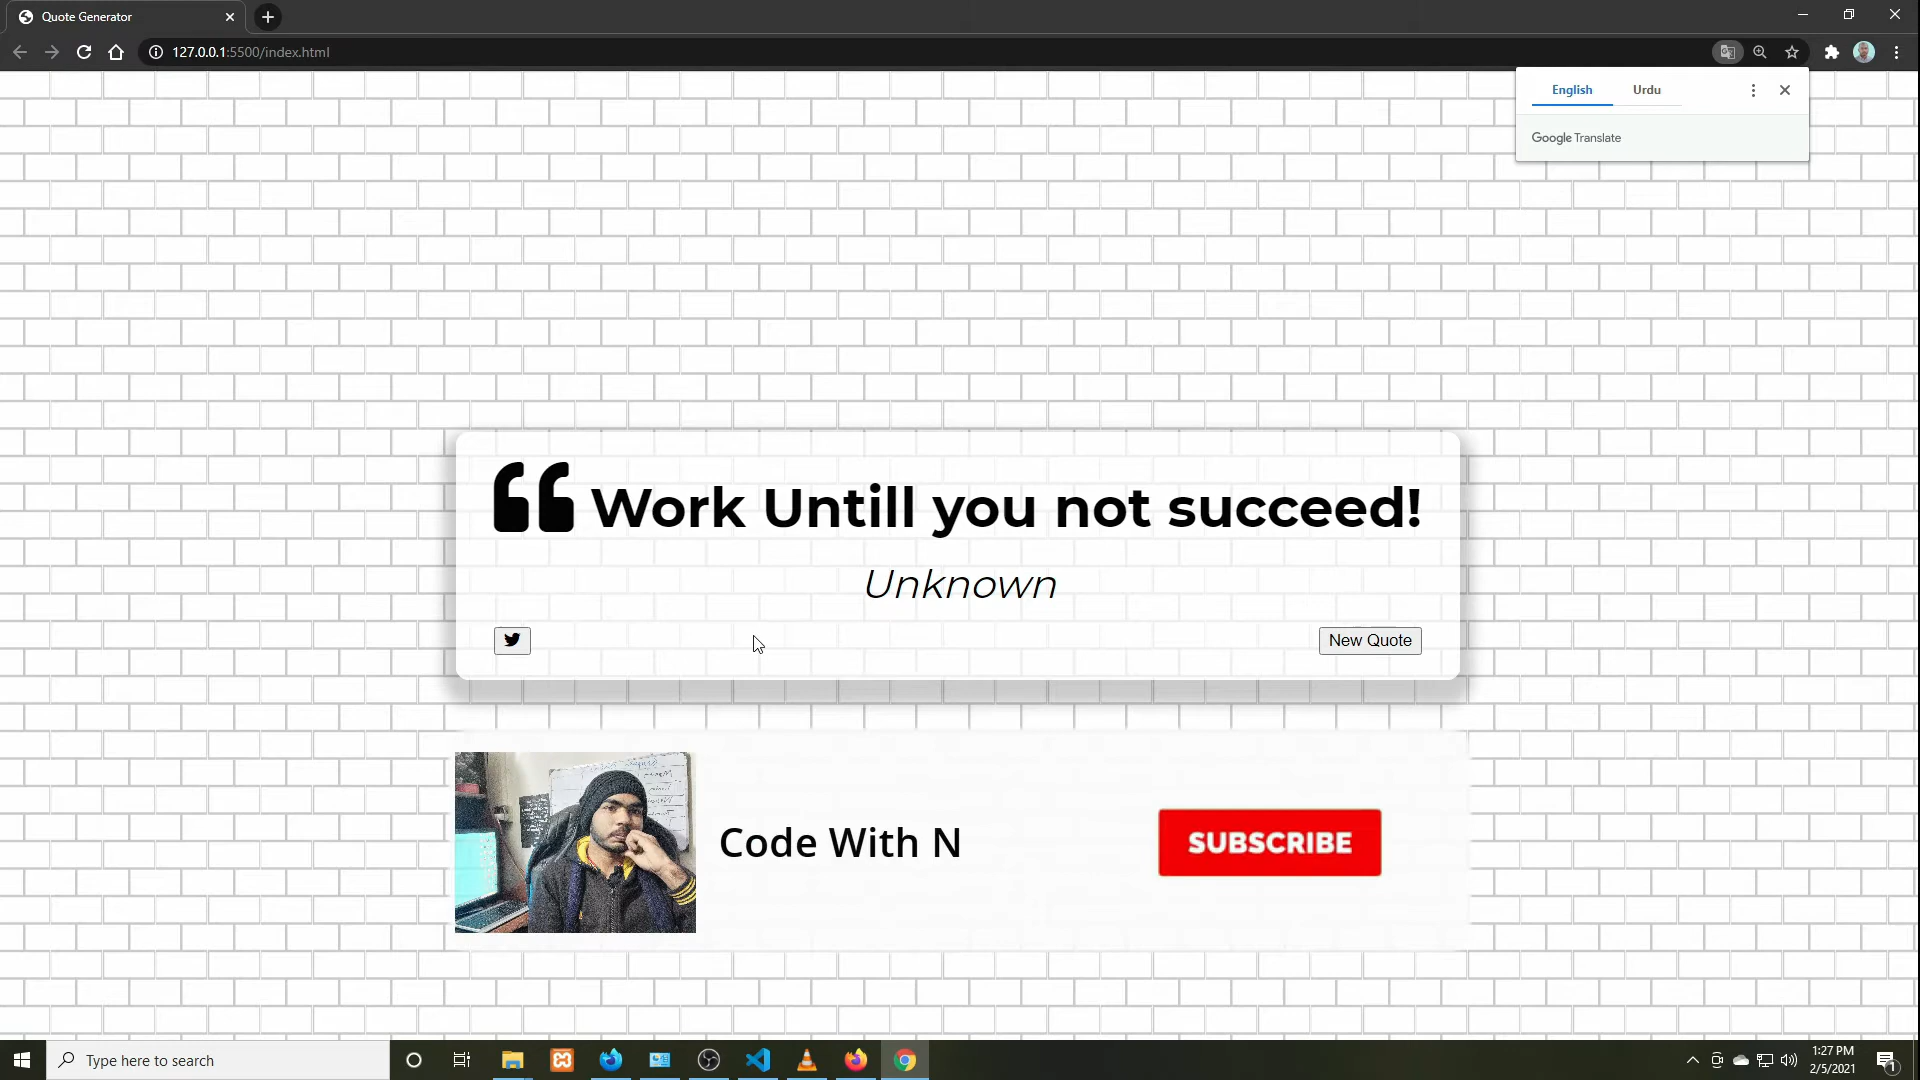 Quote Generator
127.0.0.1:5500/index.html
English Urdu
Google Translate
Work Untill you not succeed!
Unknown
New Quote
Code With N
SUBSCRIBE
Type here to search
1:27 PM
2/5/2021
1